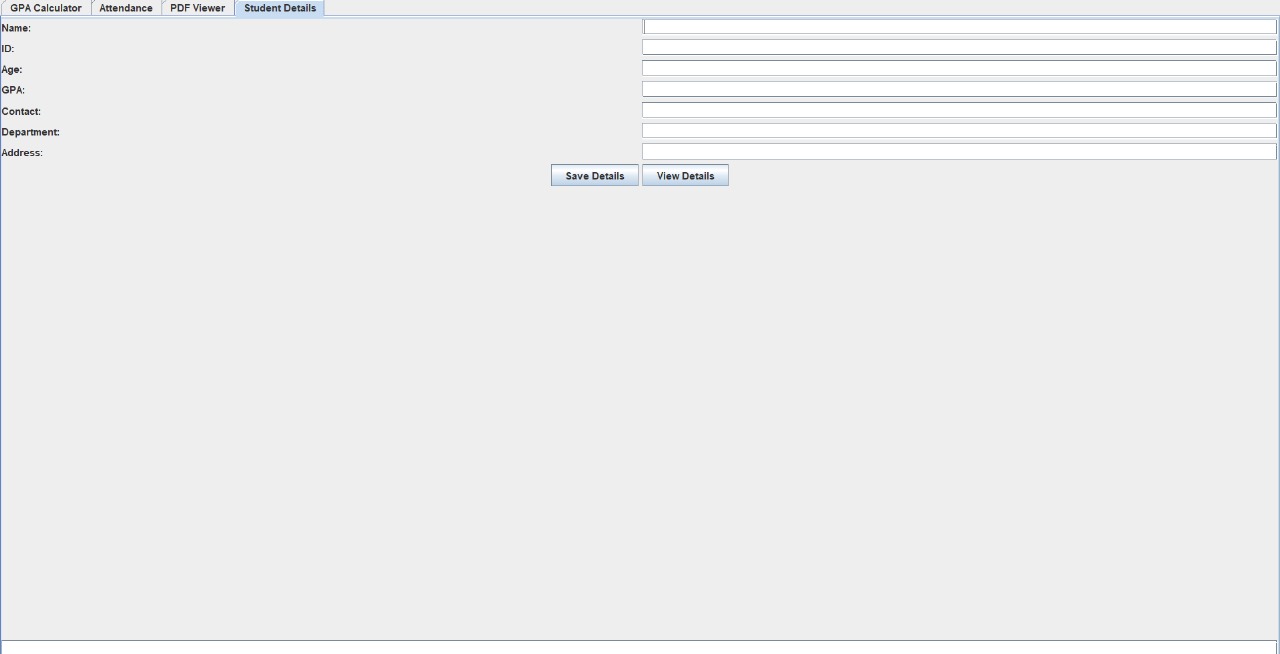 GPA Calculator Attendance PDF Viewer Student Details
Name:
ID:
Age:
GPA:
Contact:
Department:
Address:
Save Details View Details